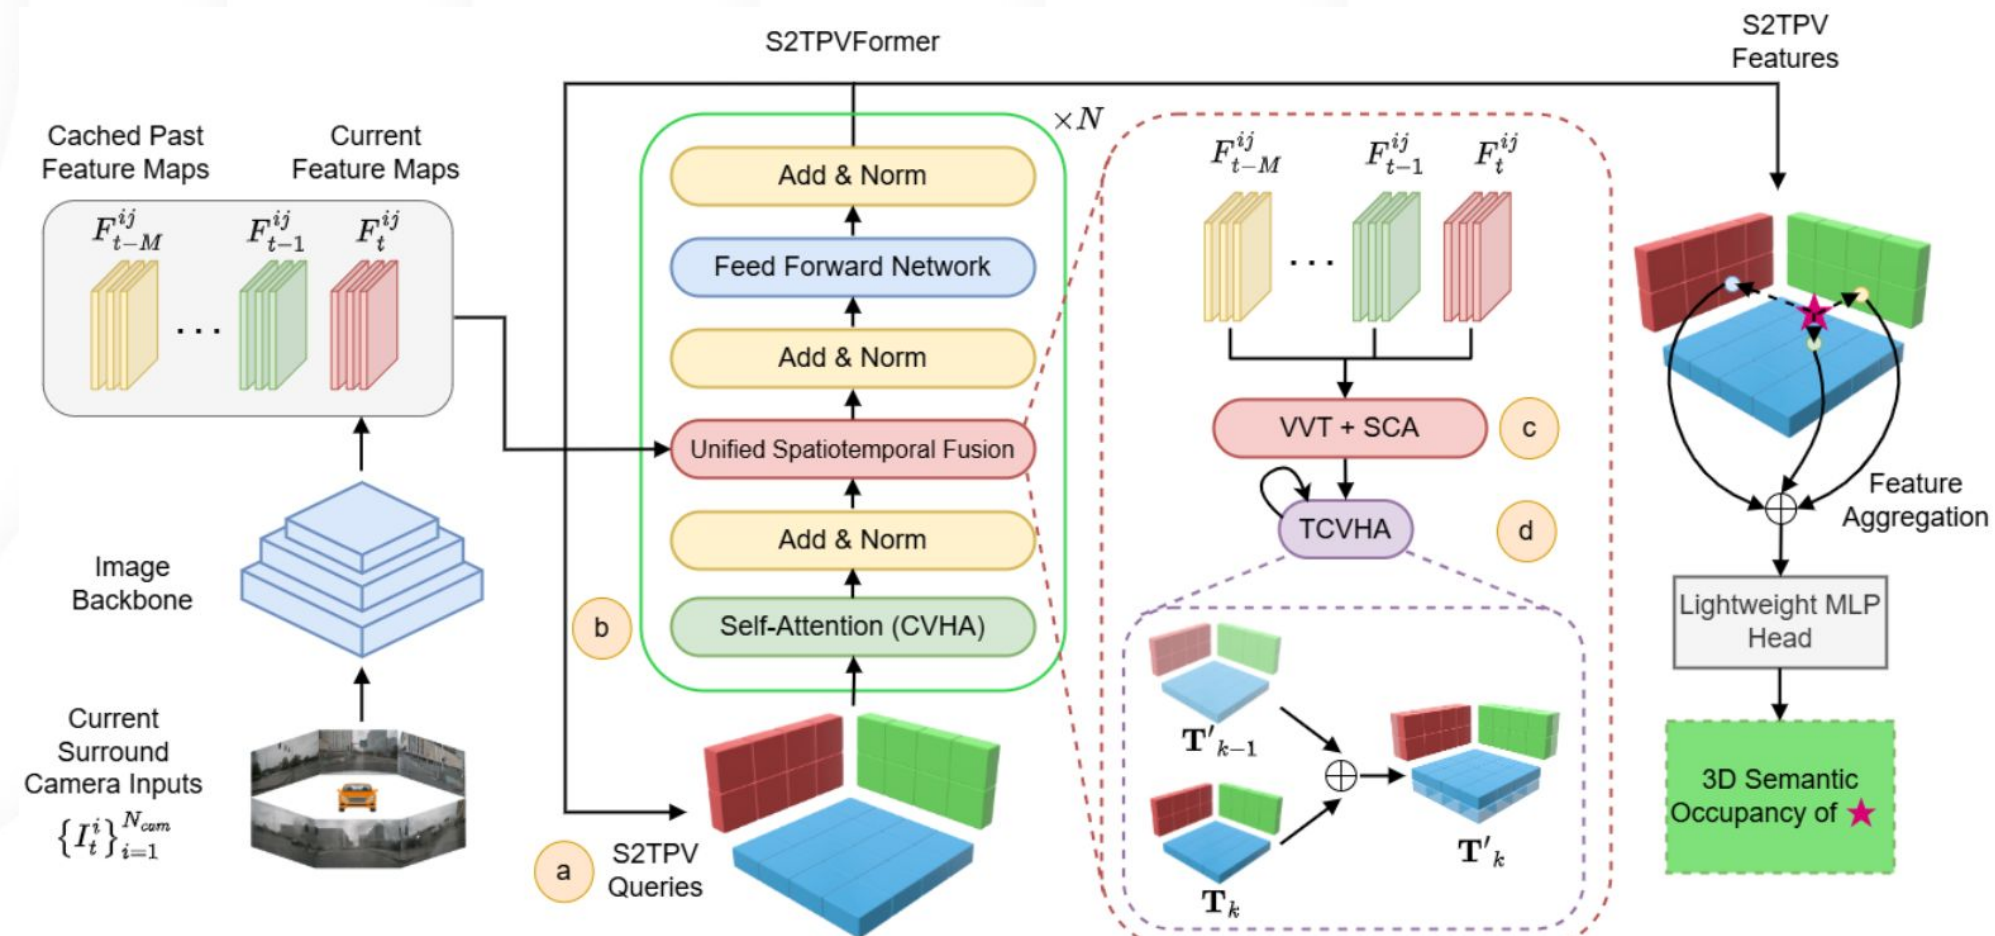 S2TPVFormer
S2TPV
Features
Cached Past
Feature Maps
Current
Feature Maps
F^{ij}_{t-M}
F^{ij}_{t-1}
F^{ij}_{t}
. . .
×N
Add & Norm
Feed Forward Network
Add & Norm
Unified Spatiotemporal Fusion
Add & Norm
Self-Attention (CVHA)
b
Image
Backbone
Current
Surround
Camera Inputs
{I^{i}_{t}}^{N_{cam}}_{i=1}
a
S2TPV
Queries
F^{ij}_{t-M}
F^{ij}_{t-1}
F^{ij}_{t}
. . .
VVT + SCA
c
TCVHA
d
T'_{k-1}
T_k
T'_k
Feature
Aggregation
Lightweight MLP
Head
3D Semantic
Occupancy of ★